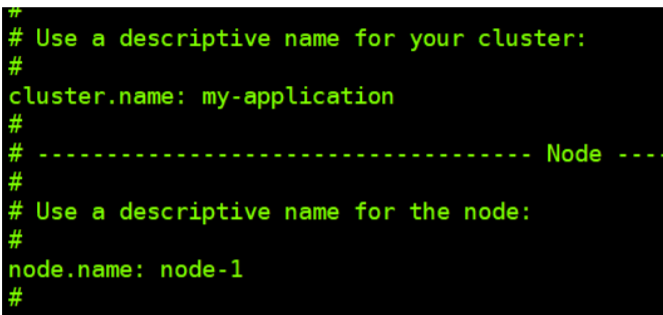 #
# Use a descriptive name for your cluster:
#
cluster.name: my-application
#
# ------------------------------------ Node ----
#
# Use a descriptive name for the node:
#
node.name: node-1
#